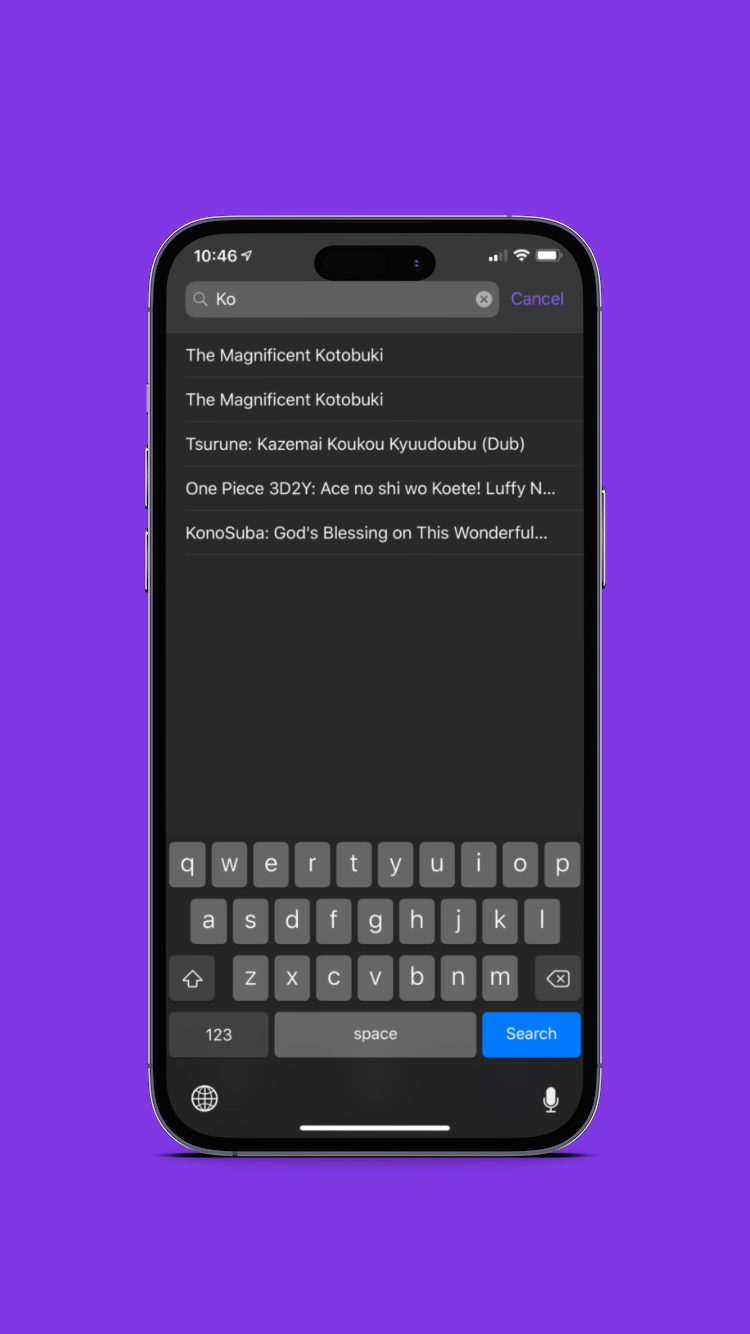 10:46
Ko
Cancel
The Magnificent Kotobuki
The Magnificent Kotobuki
Tsurune: Kazemai Koukou Kyuudoubu (Dub)
One Piece 3D2Y: Ace no shi wo Koete! Luffy N...
KonoSuba: God's Blessing on This Wonderful...
q w e r t y u i o p
a s d f g h j k l
z x c v b n m
123 space Search